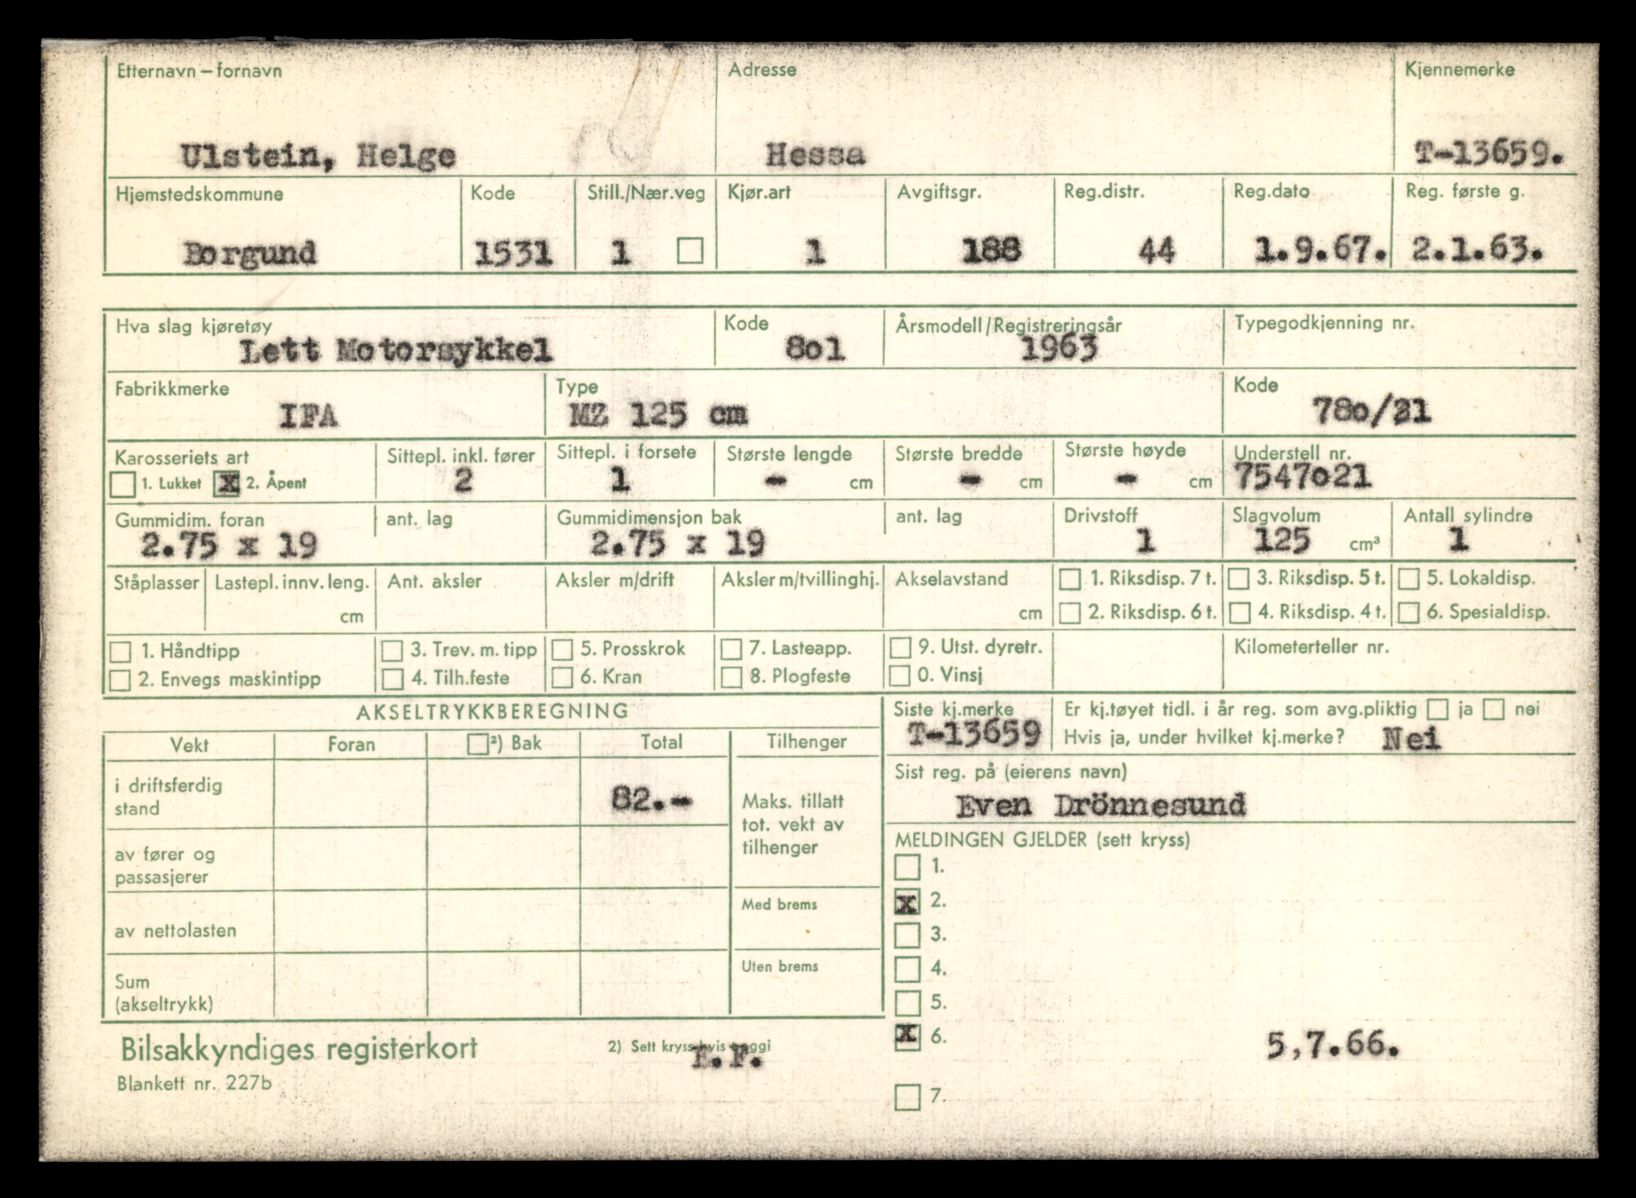 Etternavn – fornavn Adresse Kjennemerke
Ulstein, Helge Hessa T-13659.
Hjemstedskommune Kode Still./Nær.veg Kjør.art Avgiftsgr. Reg.distr. Reg.dato Reg. første g.
Borgund 1531 1 1 188 44 1.9.67. 2.1.63.
Hva slag kjøretøy Kode Årsmodell/Registreringsår Typegodkjenning nr.
Lett Motorsykkel 8o1 1963
Fabrikkmerke Type Kode
IFA MZ 125 cm 78o/21
Karosseriets art Sittepl. inkl. fører Sittepl. i forsete Største lengde Største bredde Største høyde Understell nr.
1. Lukket X 2. Åpent 2 1 - cm - cm - cm 7547o21
Gummidim. foran ant. lag Gummidimensjon bak ant. lag Drivstoff Slagvolum Antall sylindre
2.75 x 19 2.75 x 19 1 125 cm³ 1
Ståplasser Lastepl. innv. leng. Ant. aksler Aksler m/drift Aksler m/tvillinghj. Akselavstand 1. Riksdisp. 7 t. 3. Riksdisp. 5 t. 5. Lokaldisp.
cm cm 2. Riksdisp. 6 t. 4. Riksdisp. 4 t. 6. Spesialdisp.
1. Håndtipp 3. Trev. m. tipp 5. Prosskrok 7. Lasteapp. 9. Utst. dyretr. Kilometerteller nr.
2. Envegs maskintipp 4. Tilh.feste 6. Kran 8. Plogfeste 0. Vinsj
AKSELTRYKKBEREGNING Siste kj.merke Er kj.tøyet tidl. i år reg. som avg.pliktig ja nei
T-13659 Hvis ja, under hvilket kj.merke? Nei
Vekt Foran ²) Bak Total Tilhenger
Sist reg. på (eierens navn)
i driftsferdig
stand 82.- Maks. tillatt
tot. vekt av
tilhenger
Even Drönnesund
MELDINGEN GJELDER (sett kryss)
av fører og
passasjerer
1.
Med brems x 2.
av nettolasten 3.
Uten brems 4.
Sum
(akseltrykk) 5.
x 6. 5,7.66.
Bilsakkyndiges registerkort 2) Sett kryss hvis boggi
Blankett nr. 227b
7.